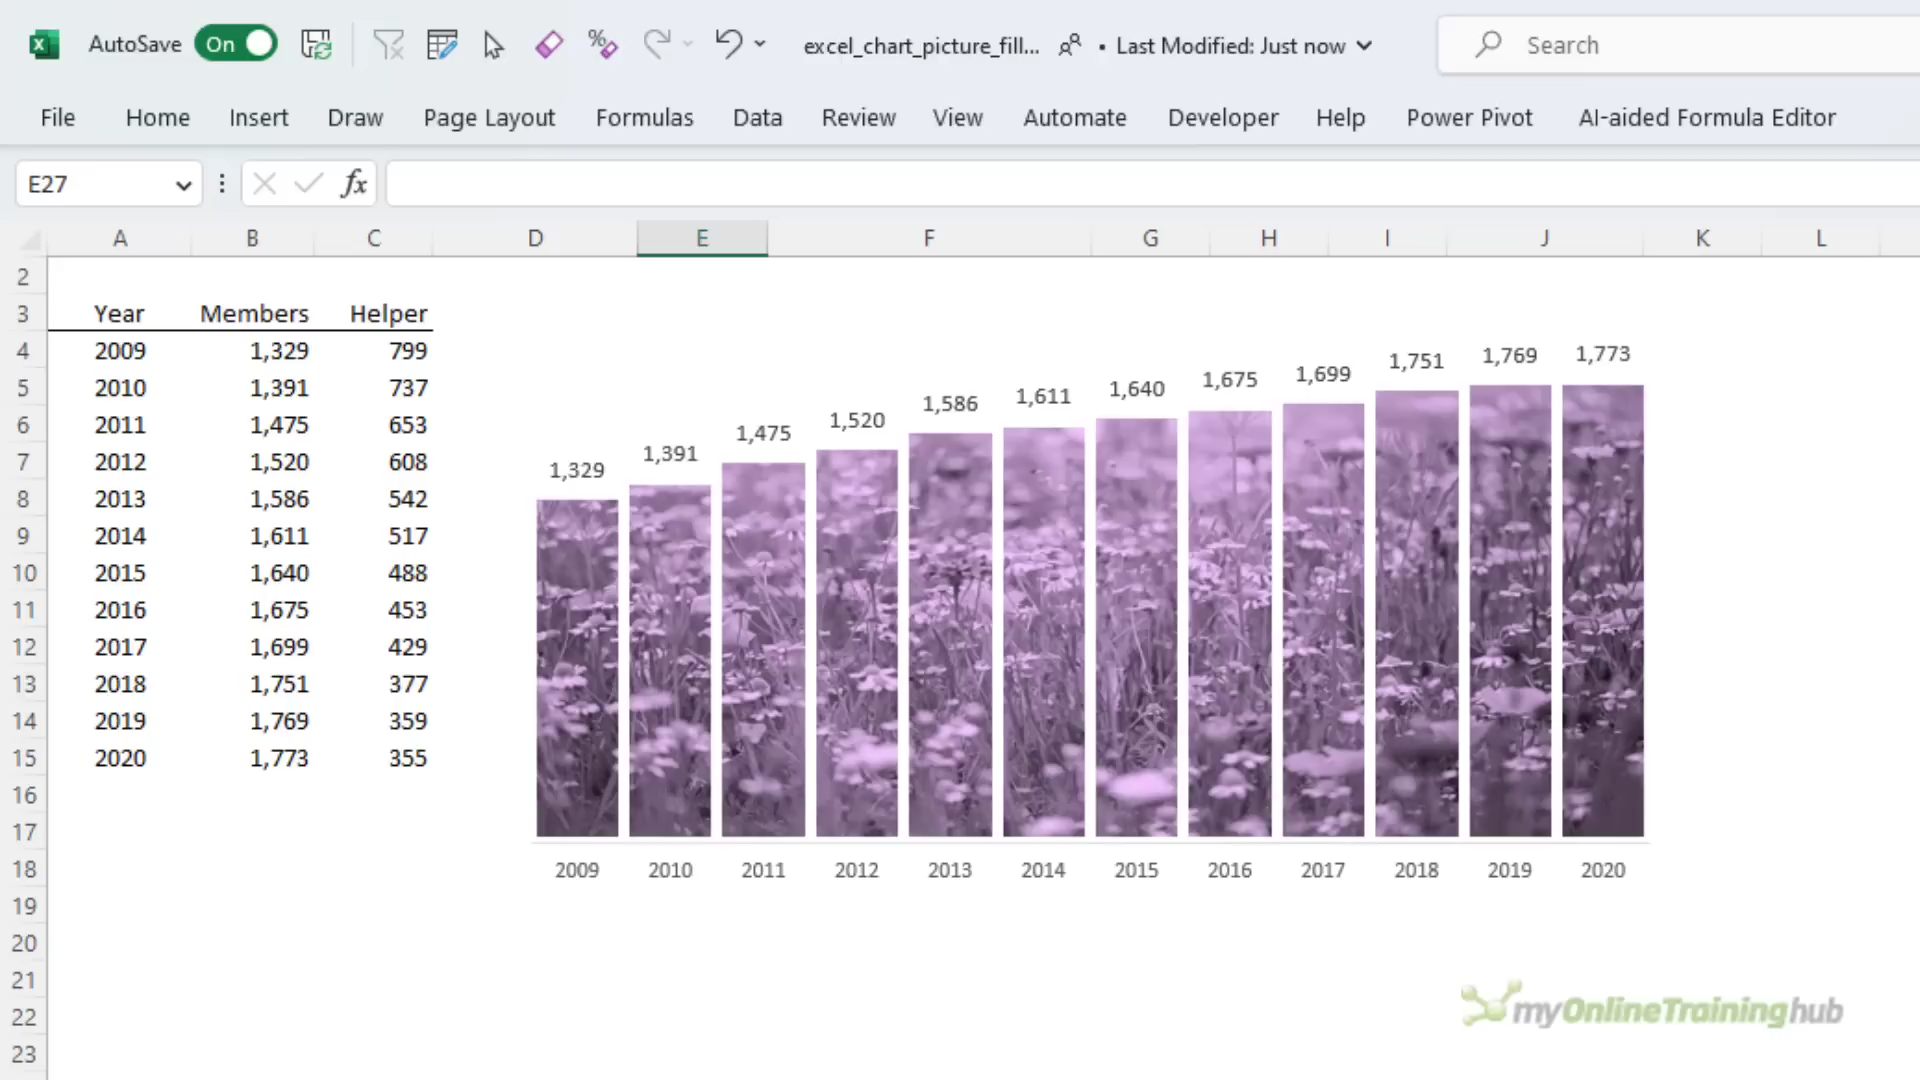 AutoSave On excel_chart_picture_fill... • Last Modified: Just now Search
File Home Insert Draw Page Layout Formulas Data Review View Automate Developer Help Power Pivot AI-aided Formula Editor
E27 fx
A B C D E F G H I J K L
2
3 Year Members Helper
4 2009 1,329 799
5 2010 1,391 737
6 2011 1,475 653
7 2012 1,520 608
8 2013 1,586 542
9 2014 1,611 517
10 2015 1,640 488
11 2016 1,675 453
12 2017 1,699 429
13 2018 1,751 377
14 2019 1,769 359
15 2020 1,773 355
16
17
18
19
20
21
22
23
1,329 1,391 1,475 1,520 1,586 1,611 1,640 1,675 1,699 1,751 1,769 1,773
2009 2010 2011 2012 2013 2014 2015 2016 2017 2018 2019 2020
myOnlineTraininghub